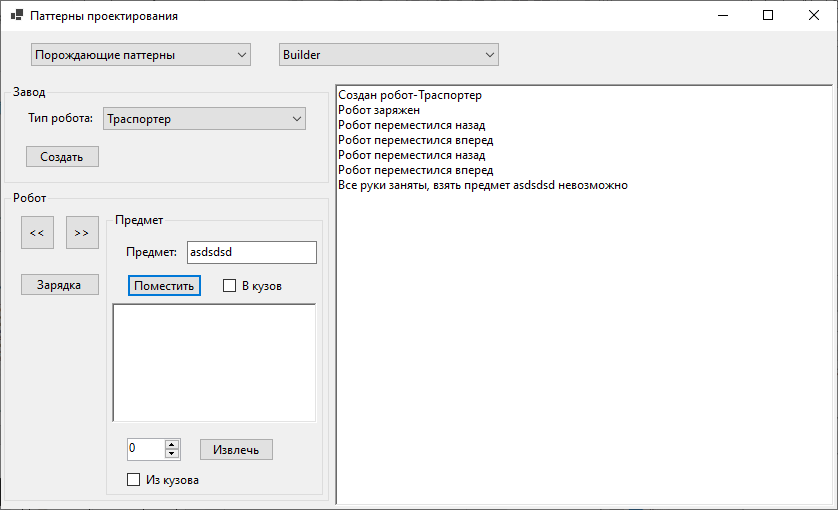 Паттерны проектирования
Порождающие паттерны
Builder
Завод
Тип робота:
Траспортер
Создать
Робот
<<
>>
Зарядка
Предмет
Предмет:
asdsdsd
Поместить
В кузов
0
Извлечь
Из кузова
Создан робот-Траспортер
Робот заряжен
Робот переместился назад
Робот переместился вперед
Робот переместился назад
Робот переместился вперед
Все руки заняты, взять предмет asdsdsd невозможно